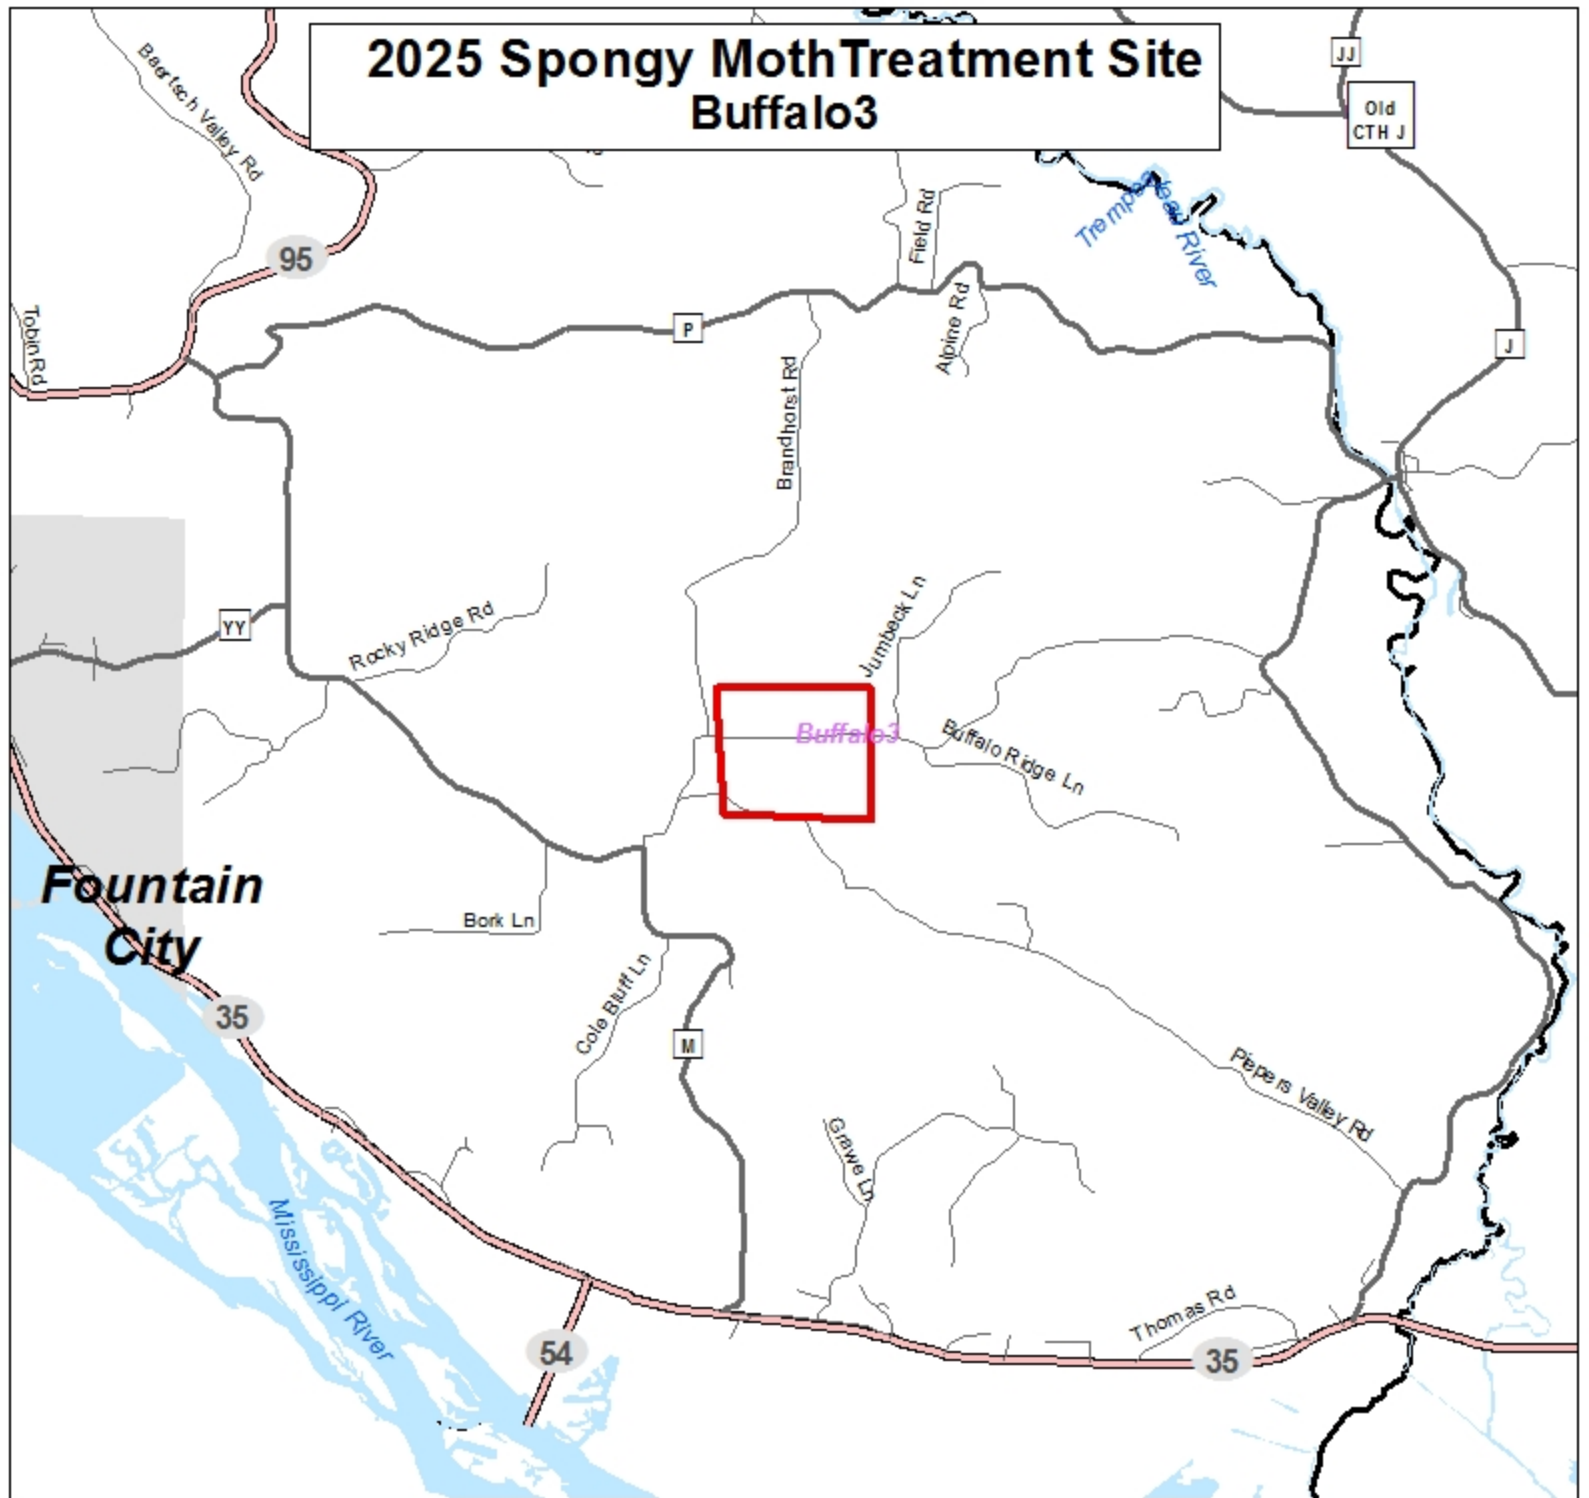 2025 Spongy MothTreatment Site
Buffalo3
JJ
Old
CTH J
Baertsch Valley Rd
Trempealeau River
Field Rd
95
Tobin Rd
P
Alpine Rd
J
Brandhorst Rd
YY
Rocky Ridge Rd
Jumbeck Ln
Buffalo3
Buffalo Ridge Ln
Fountain
City
Bork Ln
35
Cole Bluff Ln
M
Piepers Valley Rd
Grawe Ln
Mississippi River
Thomas Rd
54
35